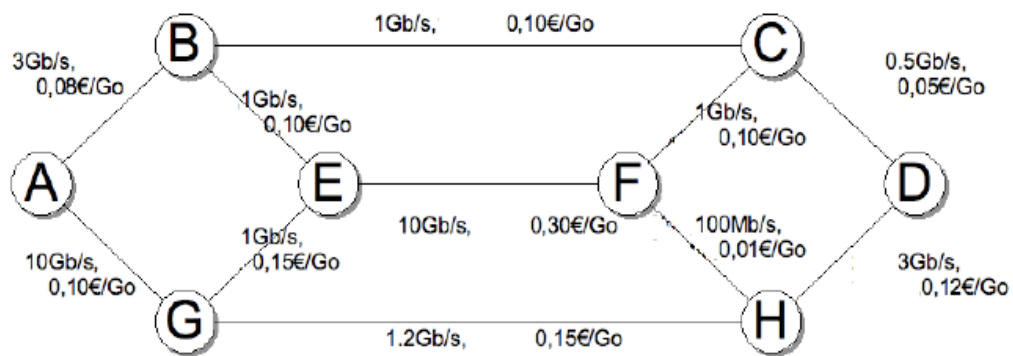 1Gb/s, 0,10€/Go
B
C
3Gb/s,
0,08€/Go
0.5Gb/s,
0,05€/Go
1Gb/s,
0,10€/Go
1Gb/s,
0,10€/Go
A
E
F
D
10Gb/s, 0,30€/Go
100Mb/s,
0,01€/Go
1Gb/s,
0,15€/Go
10Gb/s,
0,10€/Go
3Gb/s,
0,12€/Go
G
H
1.2Gb/s, 0,15€/Go